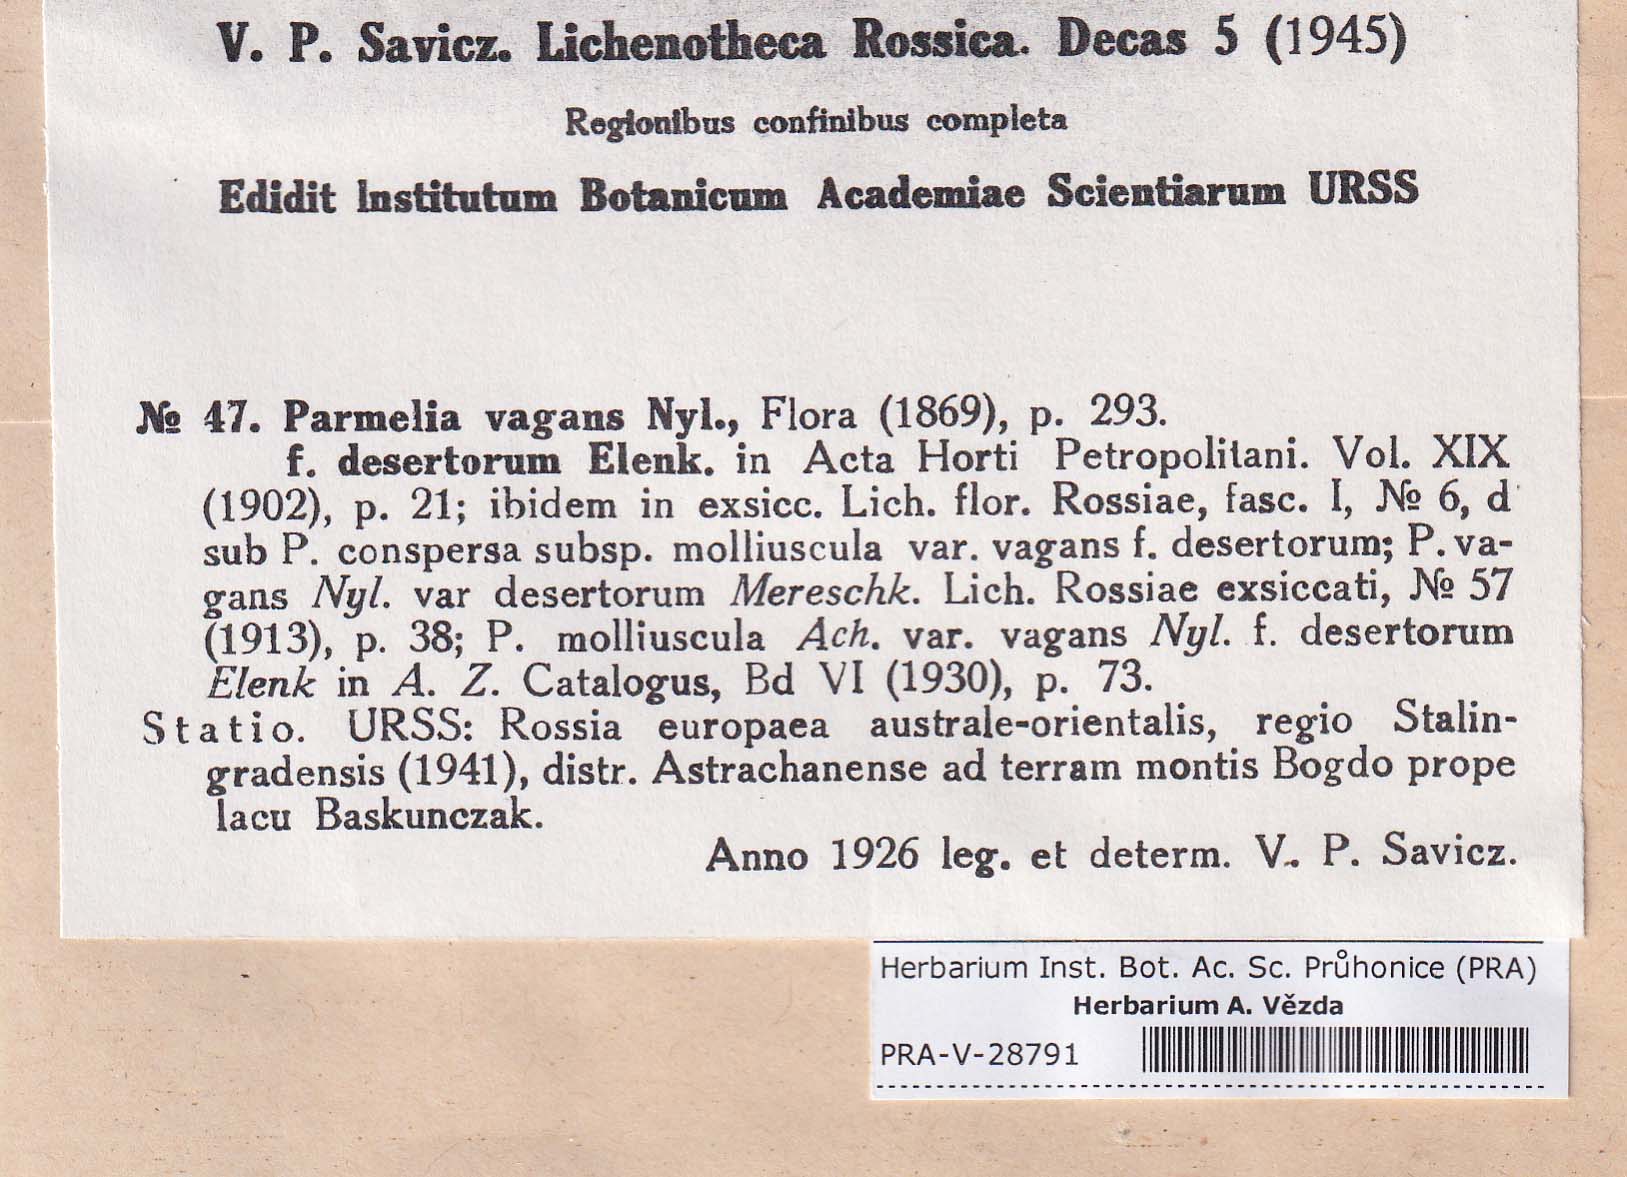 V. P. Savicz. Lichenotheca Rossica. Decas 5 (1945)
Regionibus confinibus completa
Edidit Institutum Botanicum Academiae Scientiarum URSS
№ 47. Parmelia vagans Nyl., Flora (1869), p. 293.
f. desertorum Elenk. in Acta Horti Petropolitani. Vol. XIX
(1902), p. 21; ibidem in exsicc. Lich. flor. Rossiae, fasc. I, № 6, d
sub P. conspersa subsp. molliuscula var. vagans f. desertorum; P. va-
gans Nyl. var desertorum Mereschk. Lich. Rossiae exsiccati, № 57
(1913), p. 38; P. molliuscula Ach. var. vagans Nyl. f. desertorum
Elenk in A. Z. Catalogus, Bd VI (1930), p. 73.
Statio. URSS: Rossia europaea australe-orientalis, regio Stalin-
gradensis (1941), distr. Astrachanense ad terram montis Bogdo prope
lacu Baskunczak.
Anno 1926 leg. et determ. V. P. Savicz.
Herbarium Inst. Bot. Ac. Sc. Průhonice (PRA)
Herbarium A. Vězda
PRA-V-28791